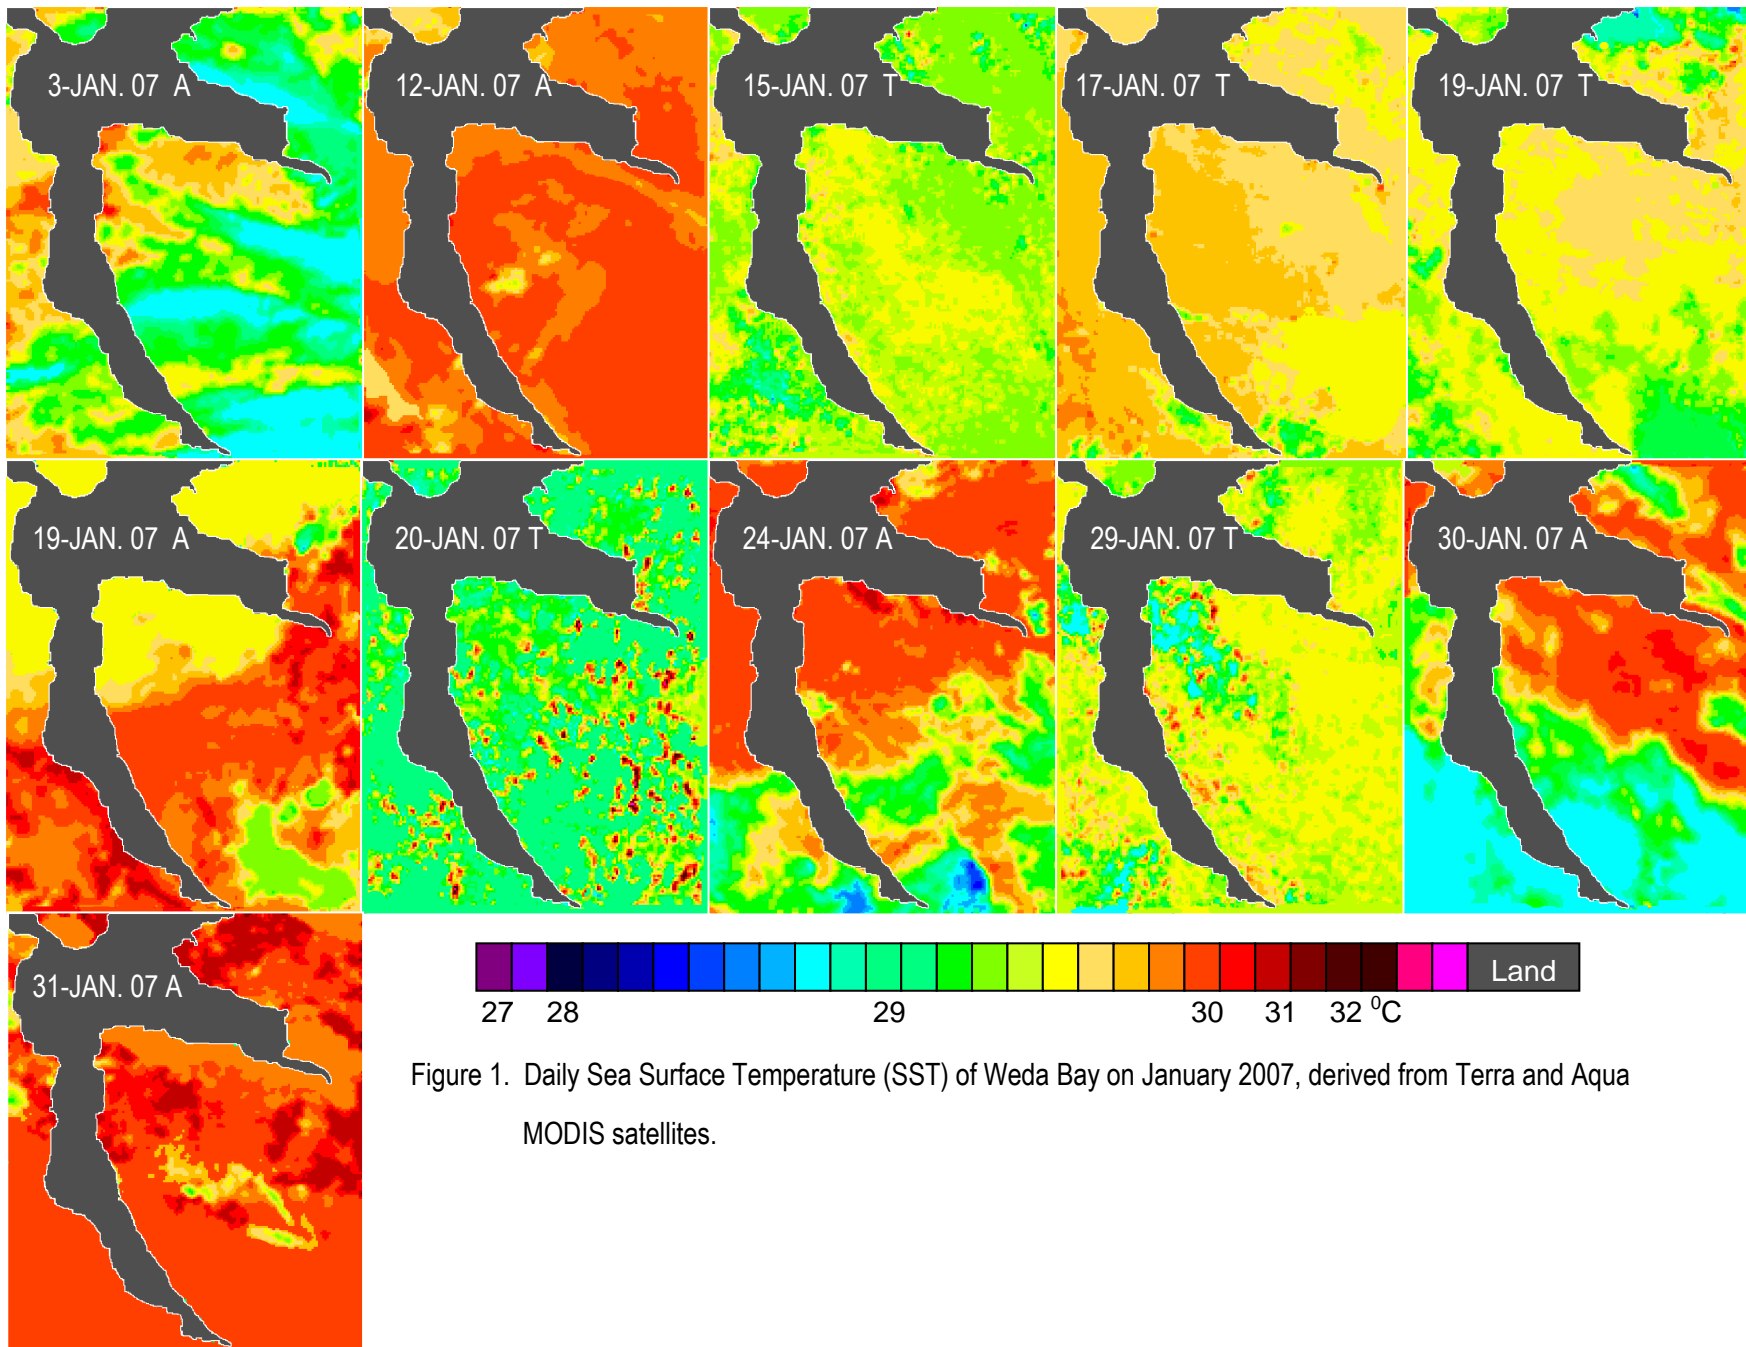 3-JAN. 07 A
12-JAN. 07 A
15-JAN. 07 T
17-JAN. 07 T
19-JAN. 07 T
19-JAN. 07 A
20-JAN. 07 T
24-JAN. 07 A
29-JAN. 07 T
30-JAN. 07 A
31-JAN. 07 A
Land
27 28 29 30 31 32 ⁰C
Figure 1. Daily Sea Surface Temperature (SST) of Weda Bay on January 2007, derived from Terra and Aqua
MODIS satellites.